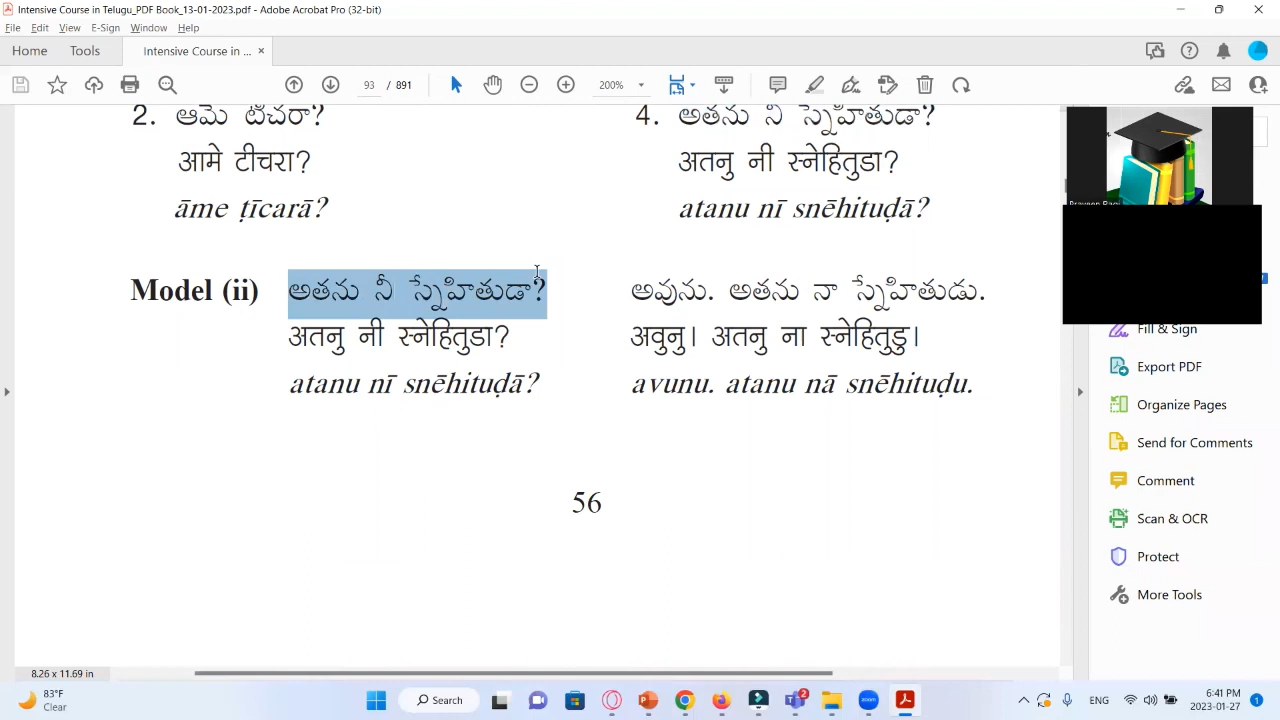 Intensive Course in Telugu_PDF Book_13-01-2023.pdf - Adobe Acrobat Pro (32-bit)
File Edit View E-Sign Window Help
Home Tools Intensive Course in ... ×
93 / 891 200%
2. ఆమె టీచరా? 4. అతను నీ స్నేహితుడా?
आमे टीचरा? अतनु नी स्नेहितुडा?
āme ṭīcarā? atanu nī snēhituḍā?
Model (ii) అతను నీ స్నేహితుడా? అవును. అతను నా స్నేహితుడు.
अतनु नी स्नेहितुडा? अवुनु। अतनु ना स्नेहितुडु।
atanu nī snēhituḍā? avunu. atanu nā snēhituḍu.
56
Fill & Sign
Export PDF
Organize Pages
Send for Comments
Comment
Scan & OCR
Protect
More Tools
8.26 x 11.69 in
83°F
Clear
Search
zoom
2
ENG
6:41 PM
2023-01-27
1